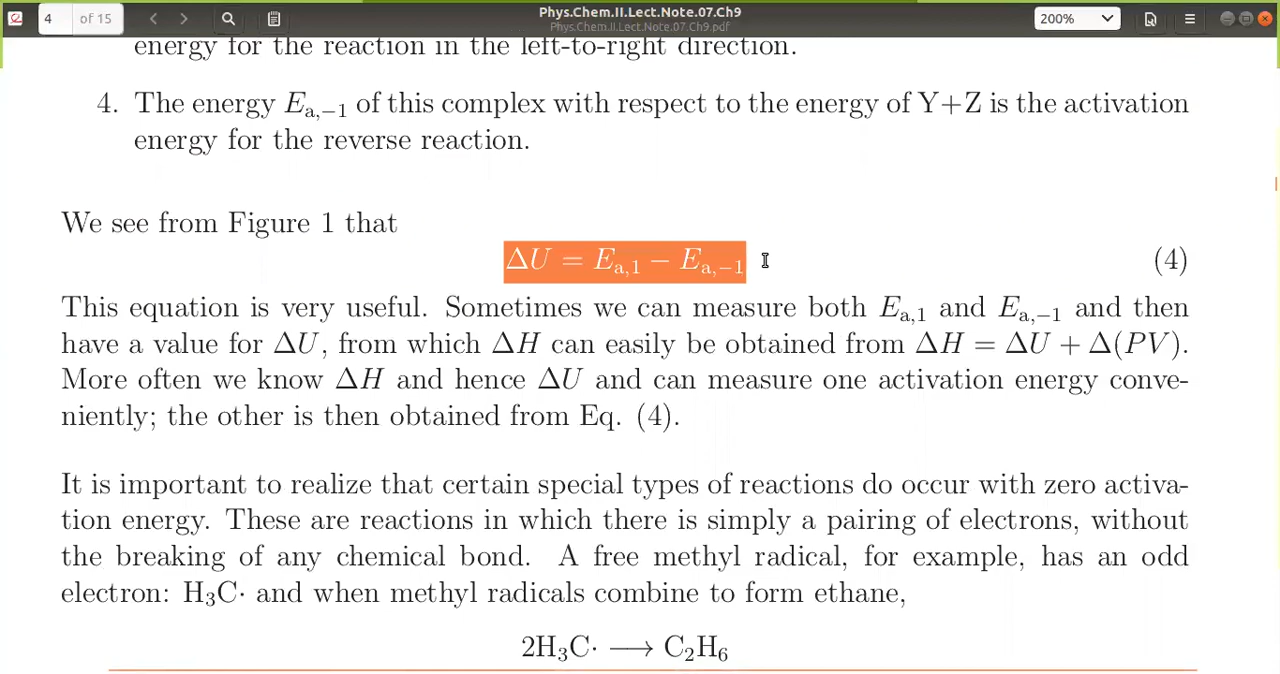 4 of 15
Phys.Chem.II.Lect.Note.07.Ch9
Phys.Chem.II.Lect.Note.07.Ch9.pdf
200%
energy for the reaction in the left-to-right direction.
4. The energy Eₐ,₋₁ of this complex with respect to the energy of Y+Z is the activation
energy for the reverse reaction.
We see from Figure 1 that
ΔU = Eₐ,₁ − Eₐ,₋₁ (4)
This equation is very useful. Sometimes we can measure both Eₐ,₁ and Eₐ,₋₁ and then
have a value for ΔU, from which ΔH can easily be obtained from ΔH = ΔU + Δ(PV).
More often we know ΔH and hence ΔU and can measure one activation energy conve-
niently; the other is then obtained from Eq. (4).
It is important to realize that certain special types of reactions do occur with zero activa-
tion energy. These are reactions in which there is simply a pairing of electrons, without
the breaking of any chemical bond. A free methyl radical, for example, has an odd
electron: H₃C· and when methyl radicals combine to form ethane,
2H₃C· ⟶ C₂H₆